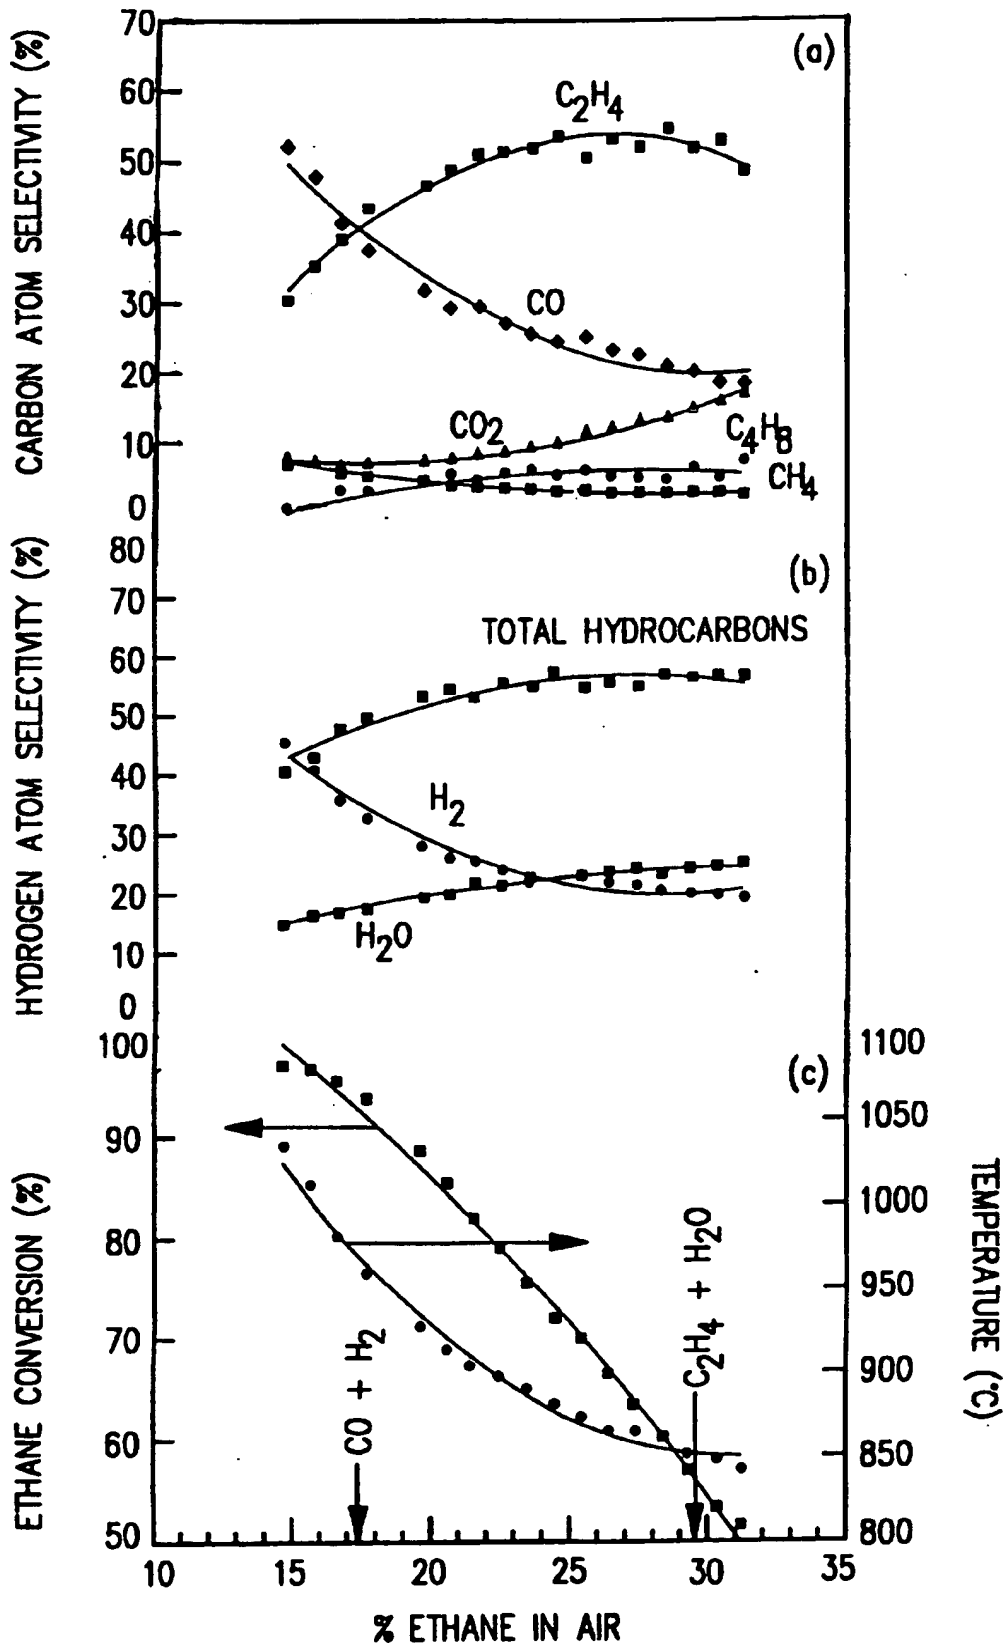 CARBON ATOM SELECTIVITY (%)
70
60
50
40
30
20
10
0
(a)
C2H4
CO
CO2
C4H8
CH4
HYDROGEN ATOM SELECTIVITY (%)
80
70
60
50
40
30
20
10
0
(b)
TOTAL HYDROCARBONS
H2
H2O
ETHANE CONVERSION (%)
100
90
80
70
60
50
(c)
CO + H2
C2H4 + H2O
1100
1050
1000
950
900
850
800
TEMPERATURE (°C)
10 15 20 25 30 35
% ETHANE IN AIR